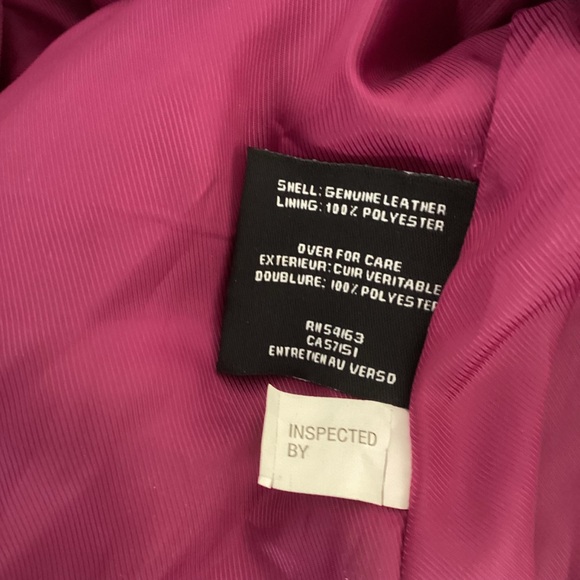 SHELL: GENUINE LEATHER
LINING: 100% POLYESTER
OVER FOR CARE
EXTERIEUR: CUIR VERITABLE
DOUBLURE: 100% POLYESTER
RN54163
CA57151
ENTRETIEN AU VERSO
INSPECTED
BY